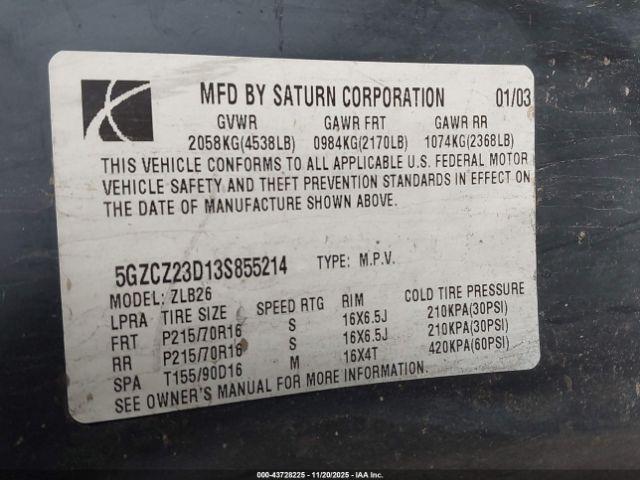 MFD BY SATURN CORPORATION 01/03
GVWR GAWR FRT GAWR RR
2058KG(4538LB) 0984KG(2170LB) 1074KG(2368LB)
THIS VEHICLE CONFORMS TO ALL APPLICABLE U.S. FEDERAL MOTOR
VEHICLE SAFETY AND THEFT PREVENTION STANDARDS IN EFFECT ON
THE DATE OF MANUFACTURE SHOWN ABOVE.
5GZCZ23D13S855214 TYPE: M.P.V.
MODEL: ZLB26
LPRA TIRE SIZE SPEED RTG RIM COLD TIRE PRESSURE
FRT P215/70R16 S 16X6.5J 210KPA(30PSI)
RR P215/70R16 S 16X6.5J 210KPA(30PSI)
SPA T155/90D16 M 16X4T 420KPA(60PSI)
SEE OWNER'S MANUAL FOR MORE INFORMATION.
000-43728225 - 11/20/2025 - IAA Inc.